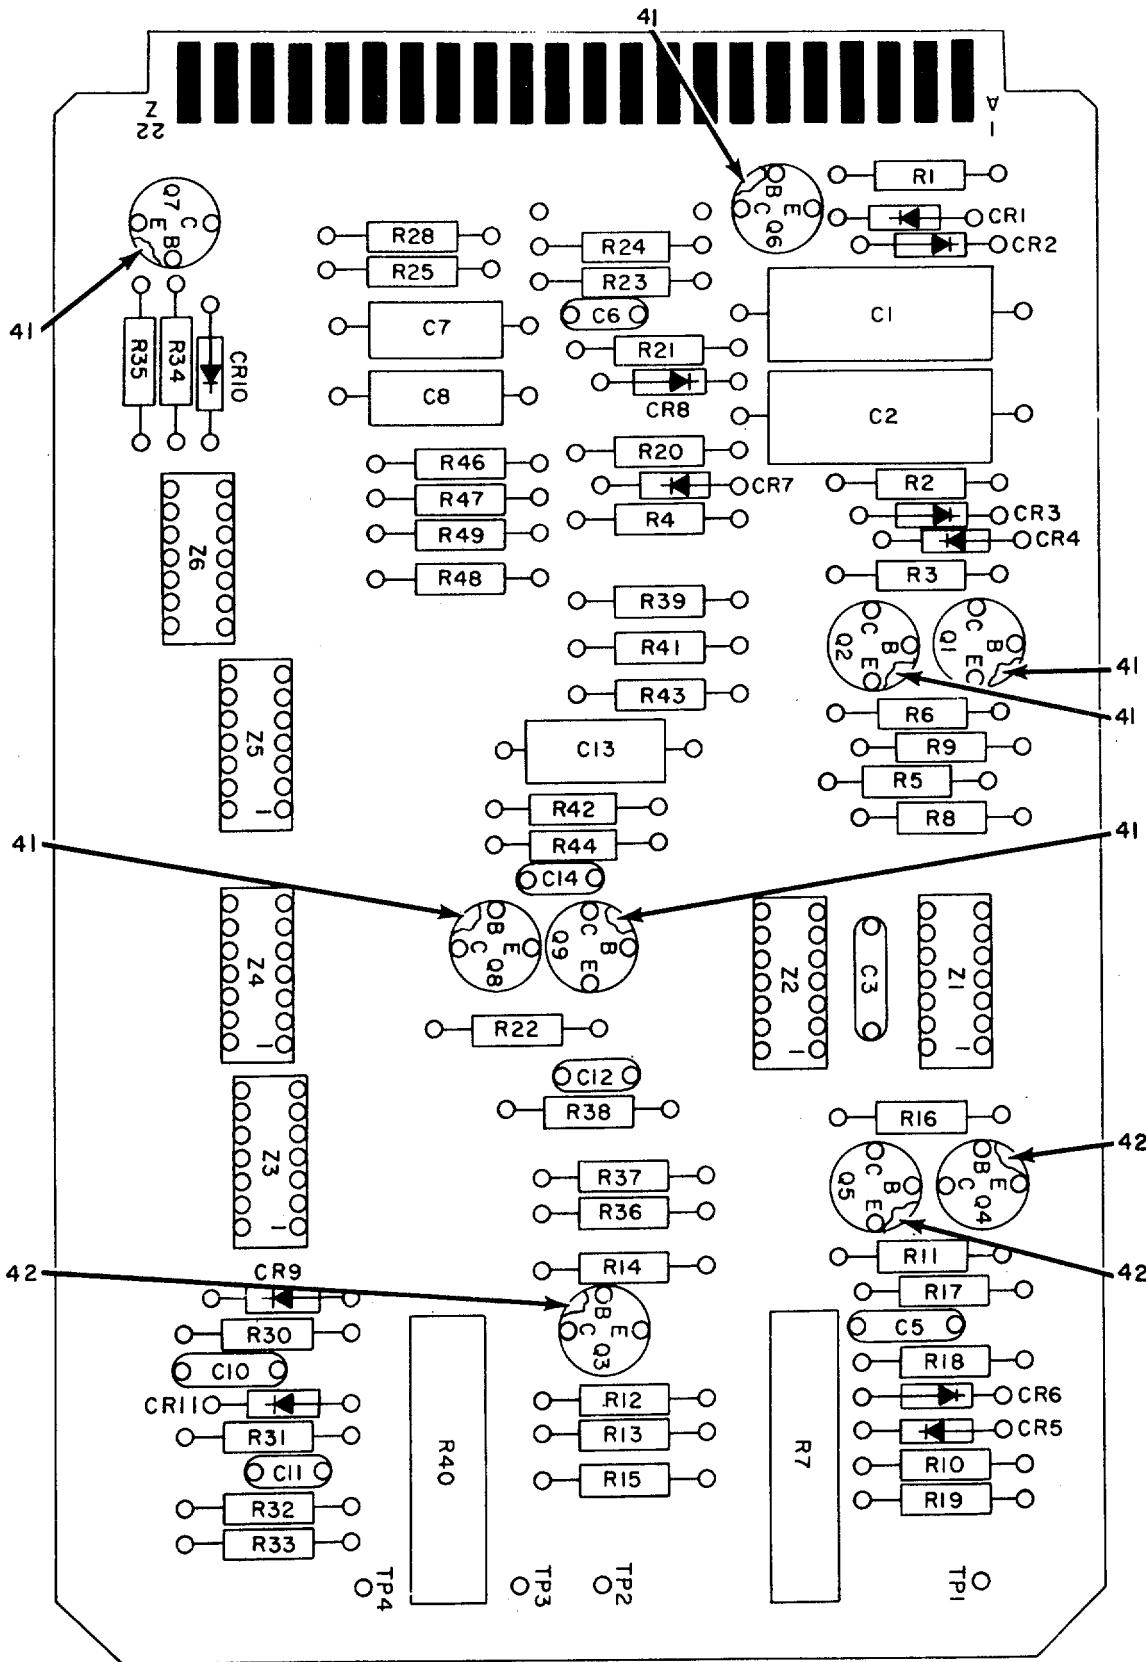 41
Z
22
A
1
R1
Q7
C
E
B
B
C
E
Q6
CR1
CR2
R28
R24
R25
R23
41
C6
C1
C7
R35
R34
CR10
R21
C8
CR8
C2
R46
R20
R2
R47
CR7
CR3
R49
R4
CR4
Z6
R48
R3
R39
C
Q2
B
E
C
Q1
B
E
R41
41
R43
R6
41
Z5
1
C13
R9
R5
R42
R8
41
41
R44
C14
B
C
E
Q8
C
Q9
B
E
Z4
1
Z2
1
C3
Z1
1
R22
C12
R38
R16
42
Z3
1
R37
C
Q5
B
E
B
C
E
Q4
R36
R11
42
CR9
R14
42
R17
R30
B
C
E
Q3
C5
C10
R18
CR11
R12
CR6
R31
R13
CR5
R40
R7
C11
R15
R10
R32
R19
R33
TP4
TP3
TP2
TP1